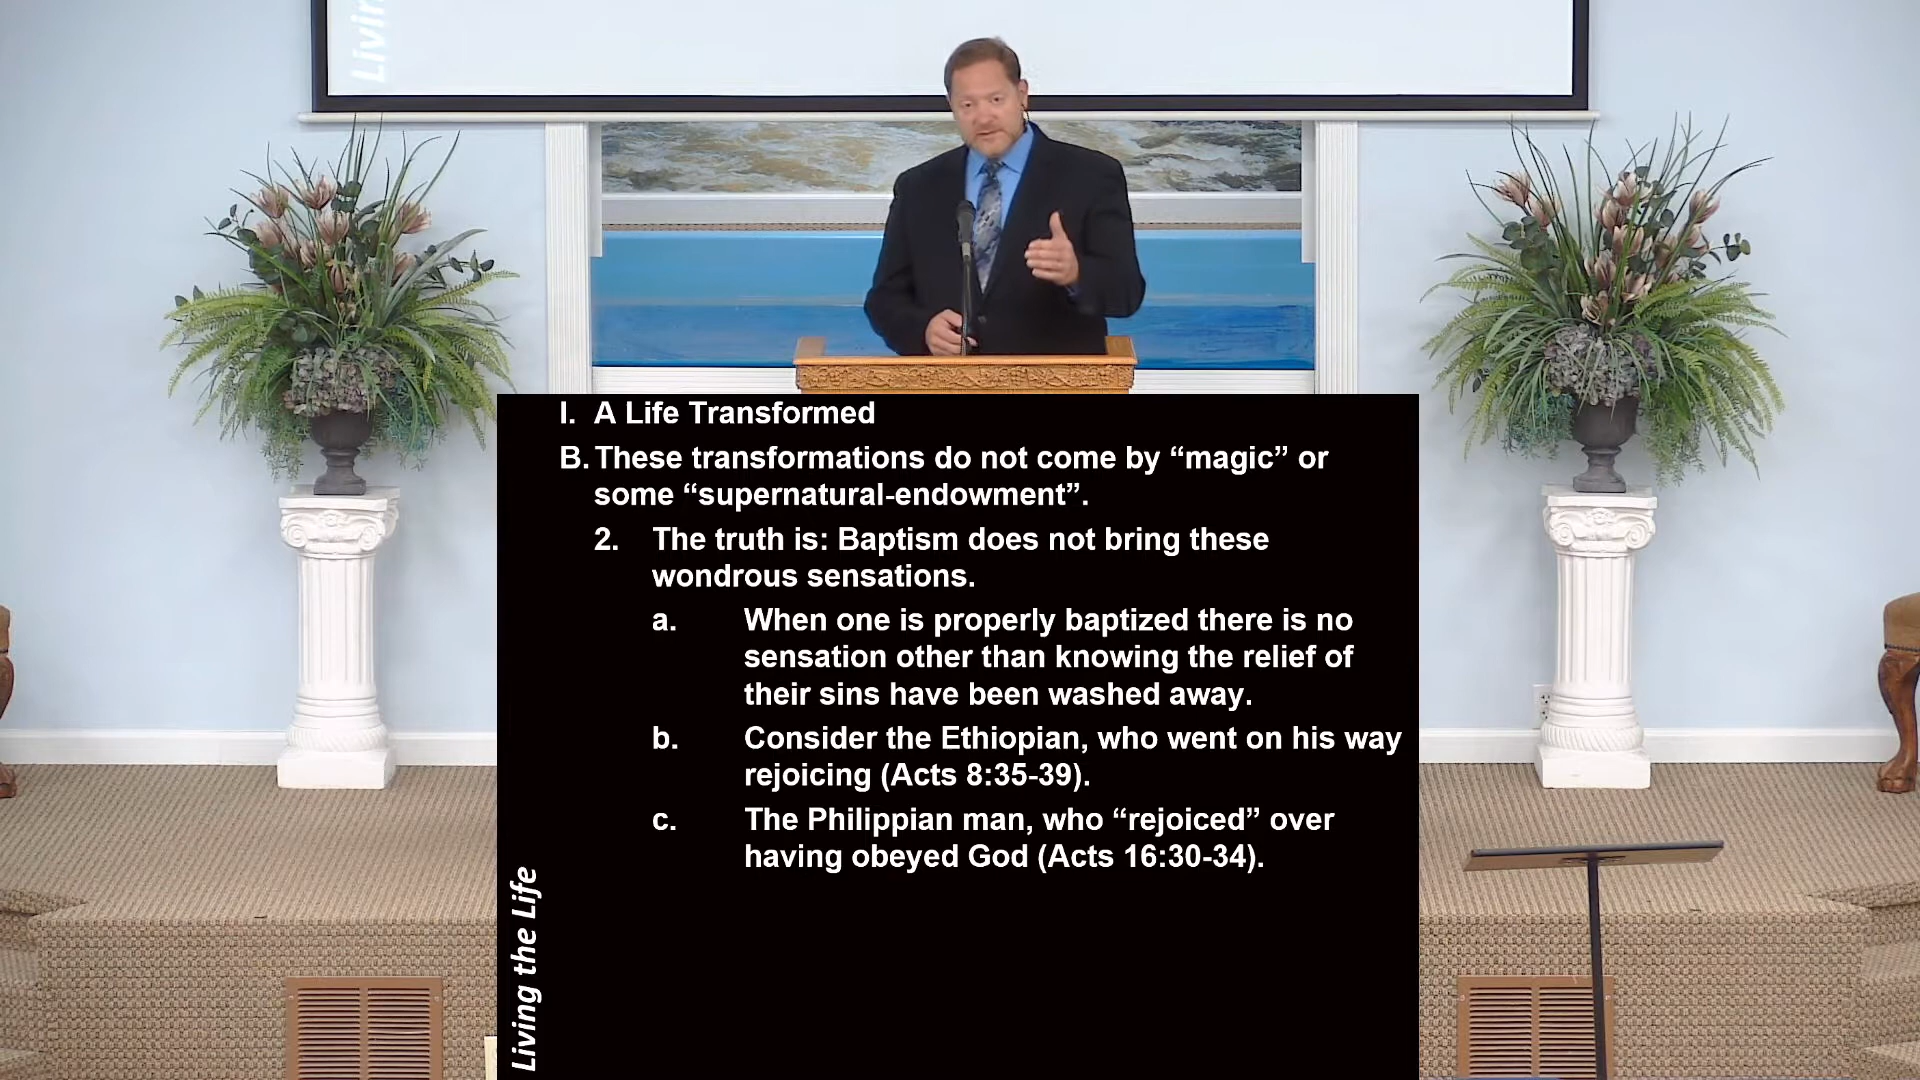 Livin
I. A Life Transformed
B. These transformations do not come by “magic” or
some “supernatural-endowment”.
2. The truth is: Baptism does not bring these
wondrous sensations.
a. When one is properly baptized there is no
sensation other than knowing the relief of
their sins have been washed away.
b. Consider the Ethiopian, who went on his way
rejoicing (Acts 8:35-39).
c. The Philippian man, who “rejoiced” over
having obeyed God (Acts 16:30-34).
Living the Life